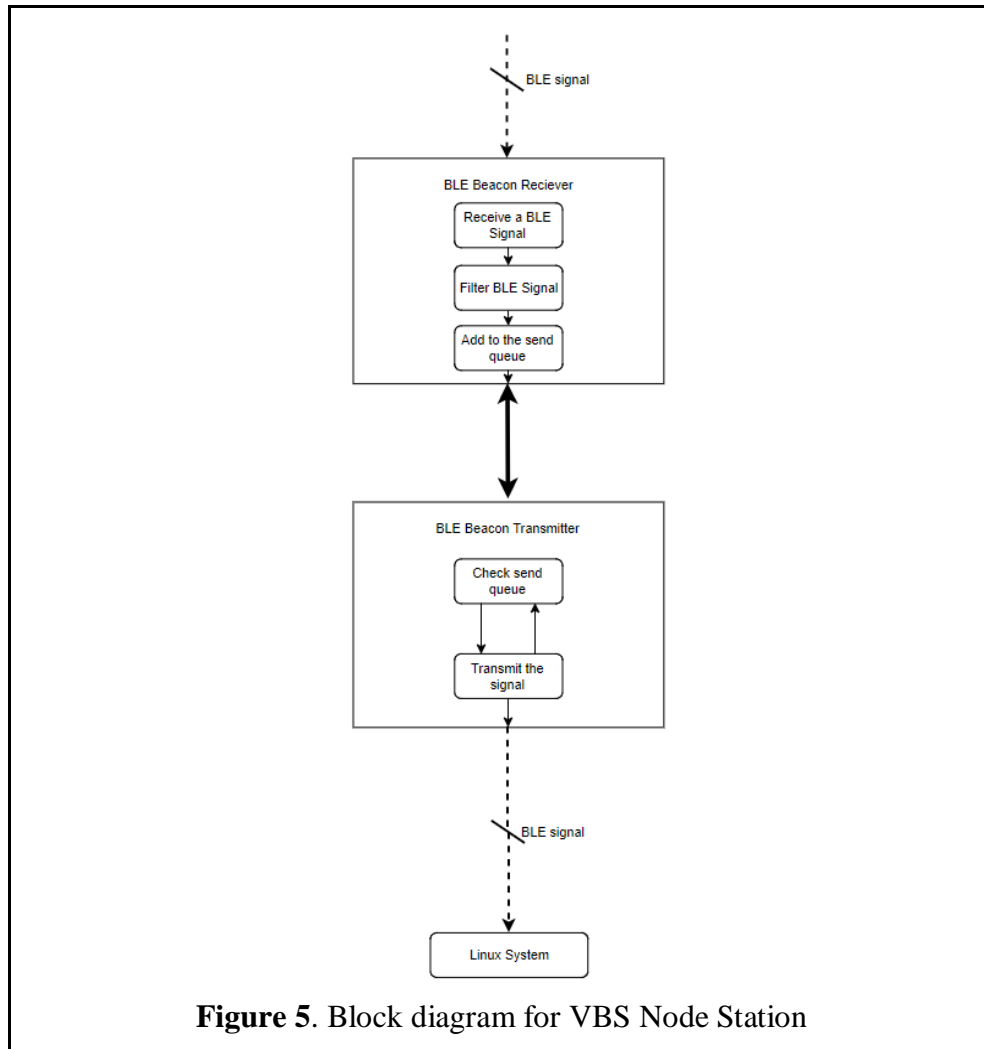 BLE signal
BLE Beacon Reciever
Receive a BLE
Signal
Filter BLE Signal
Add to the send
queue
BLE Beacon Transmitter
Check send
queue
Transmit the
signal
BLE signal
Linux System
Figure 5. Block diagram for VBS Node Station